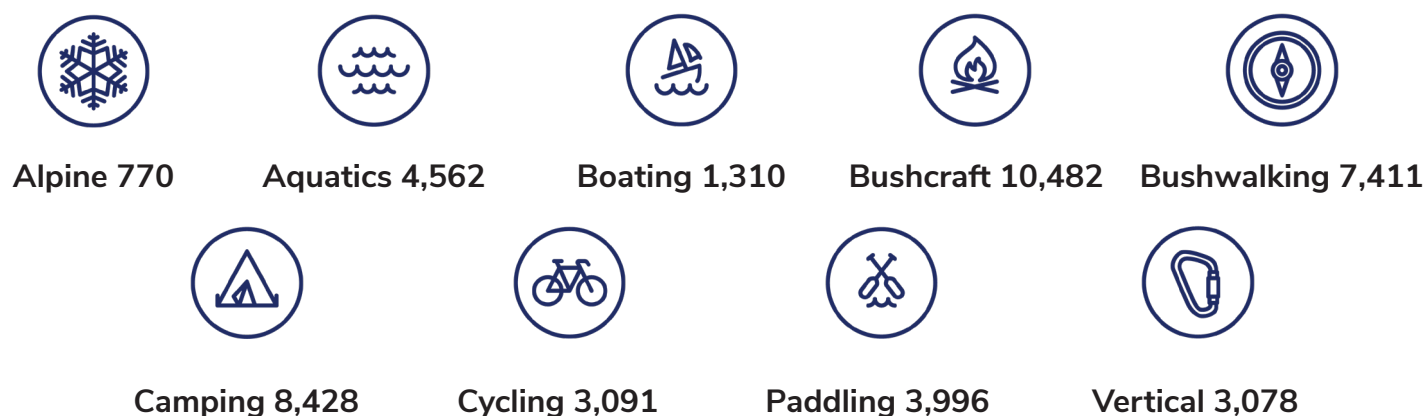 Alpine 770 Aquatics 4,562 Boating 1,310 Bushcraft 10,482 Bushwalking 7,411
Camping 8,428 Cycling 3,091 Paddling 3,996 Vertical 3,078